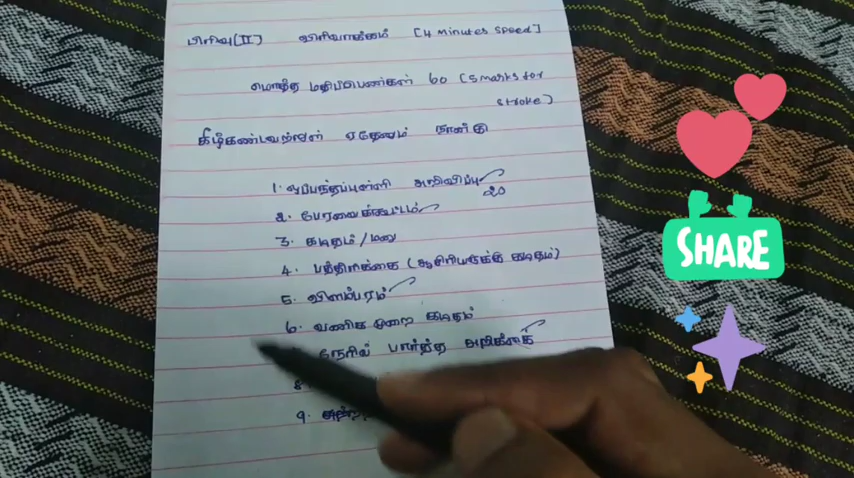 பிரிவு (II) விரிவாக்கம் [4 minutes speed]
மொத்த மதிப்பெண்கள் 60 (5 marks for
stroke)
கீழ்கண்டவற்றுள் ஏதேனும் நான்கு
1. ஒப்பந்தப்புள்ளி அறிவிப்பு
20
2. பேரவைக்கூட்டம்
3. கடிதம் / மனு
4. பத்திரிக்கை (ஆசிரியருக்கு கடிதம்)
5. விளம்பரம்
6. வணிக முறை கடிதம்
நேரில் பார்த்த அறிக்கை
8.
9.
SHARE